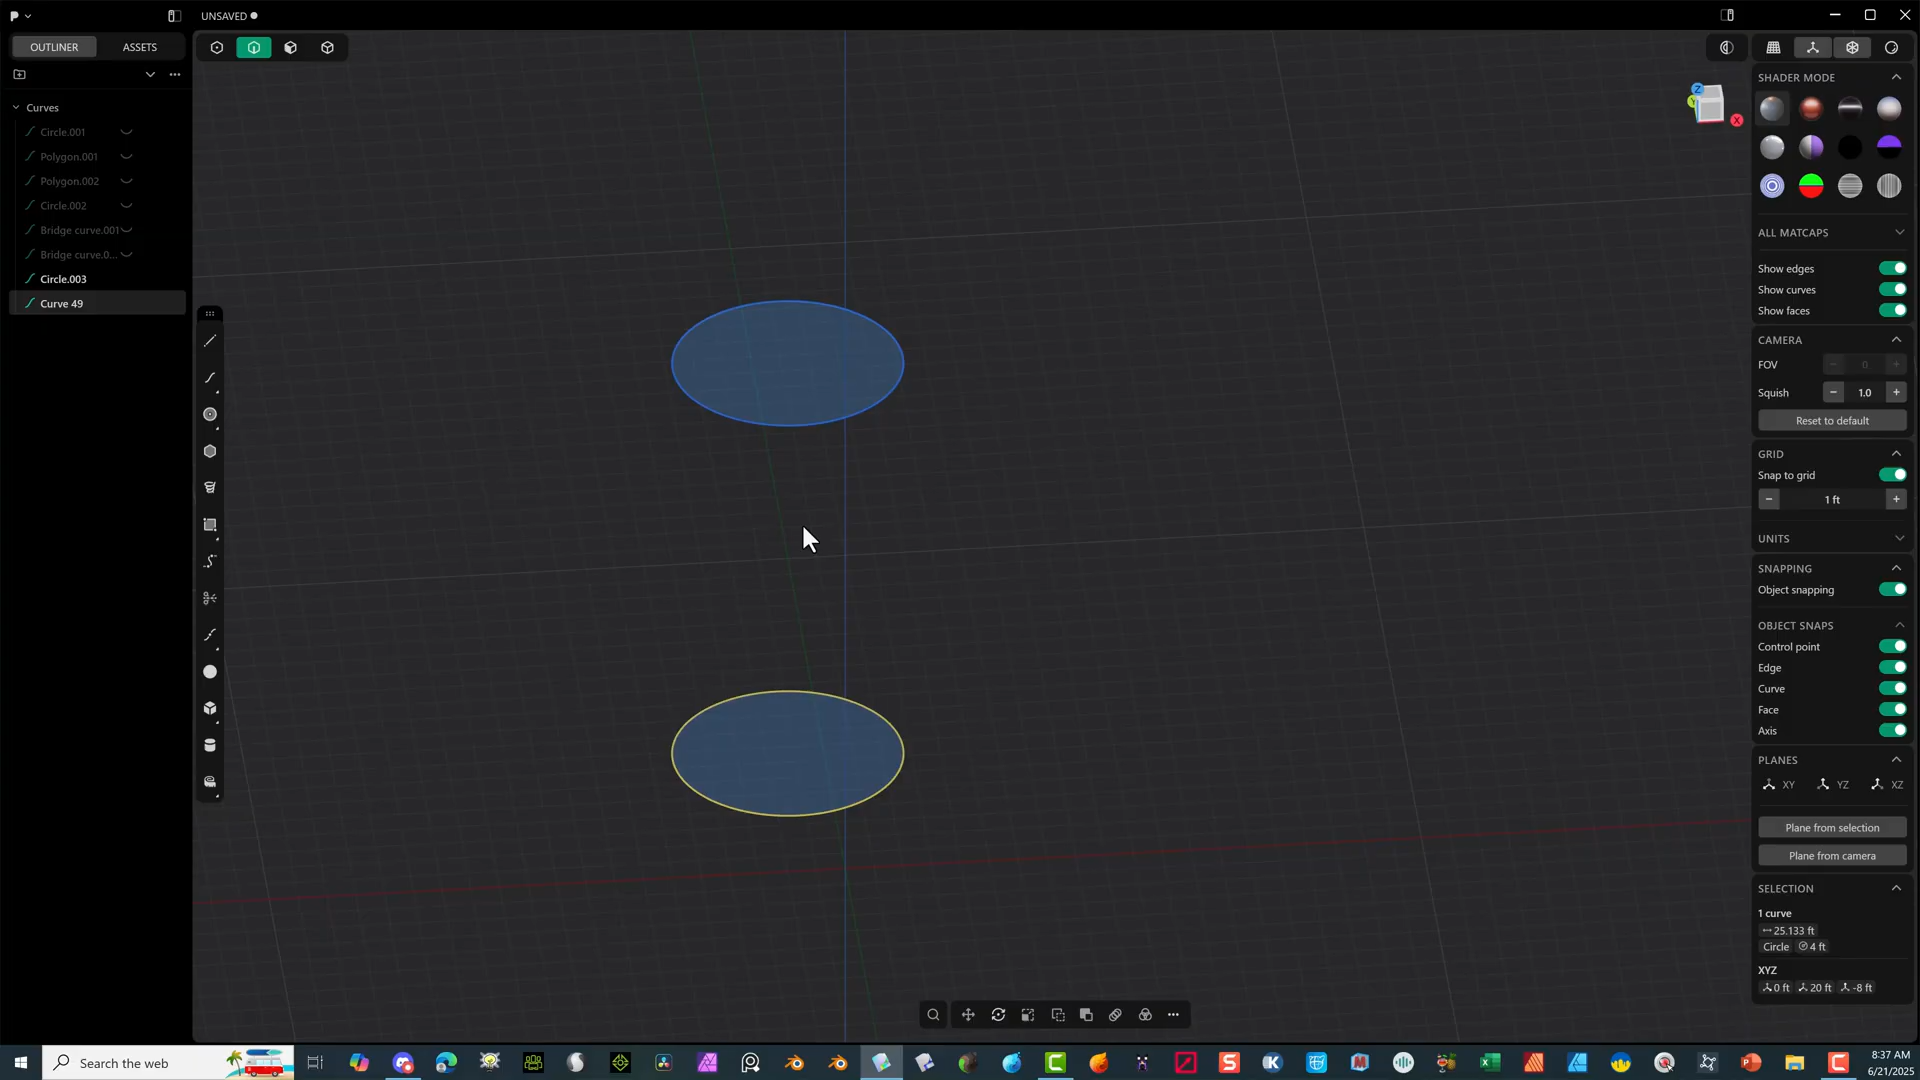 UNSAVED
OUTLINER
ASSETS
Curves
Circle.001
Polygon.001
Polygon.002
Circle.002
Bridge curve.001
Bridge curve.0...
Circle.003
Curve 49
Z
Y
X
SHADER MODE
ALL MATCAPS
Show edges
Show curves
Show faces
CAMERA
FOV
0
Squish
1.0
Reset to default
GRID
Snap to grid
1 ft
UNITS
SNAPPING
Object snapping
OBJECT SNAPS
Control point
Edge
Curve
Face
Axis
PLANES
XY YZ XZ
Plane from selection
Plane from camera
SELECTION
1 curve
25.133 ft
Circle 4 ft
XYZ
0 ft 20 ft -8 ft
Search the web
8:37 AM
6/21/2025